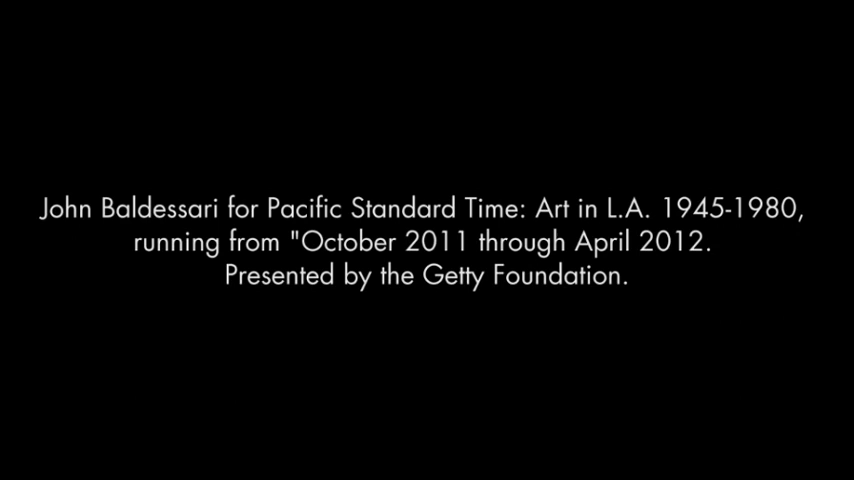 John Baldessari for Pacific Standard Time: Art in L.A. 1945-1980,
running from "October 2011 through April 2012.
Presented by the Getty Foundation.